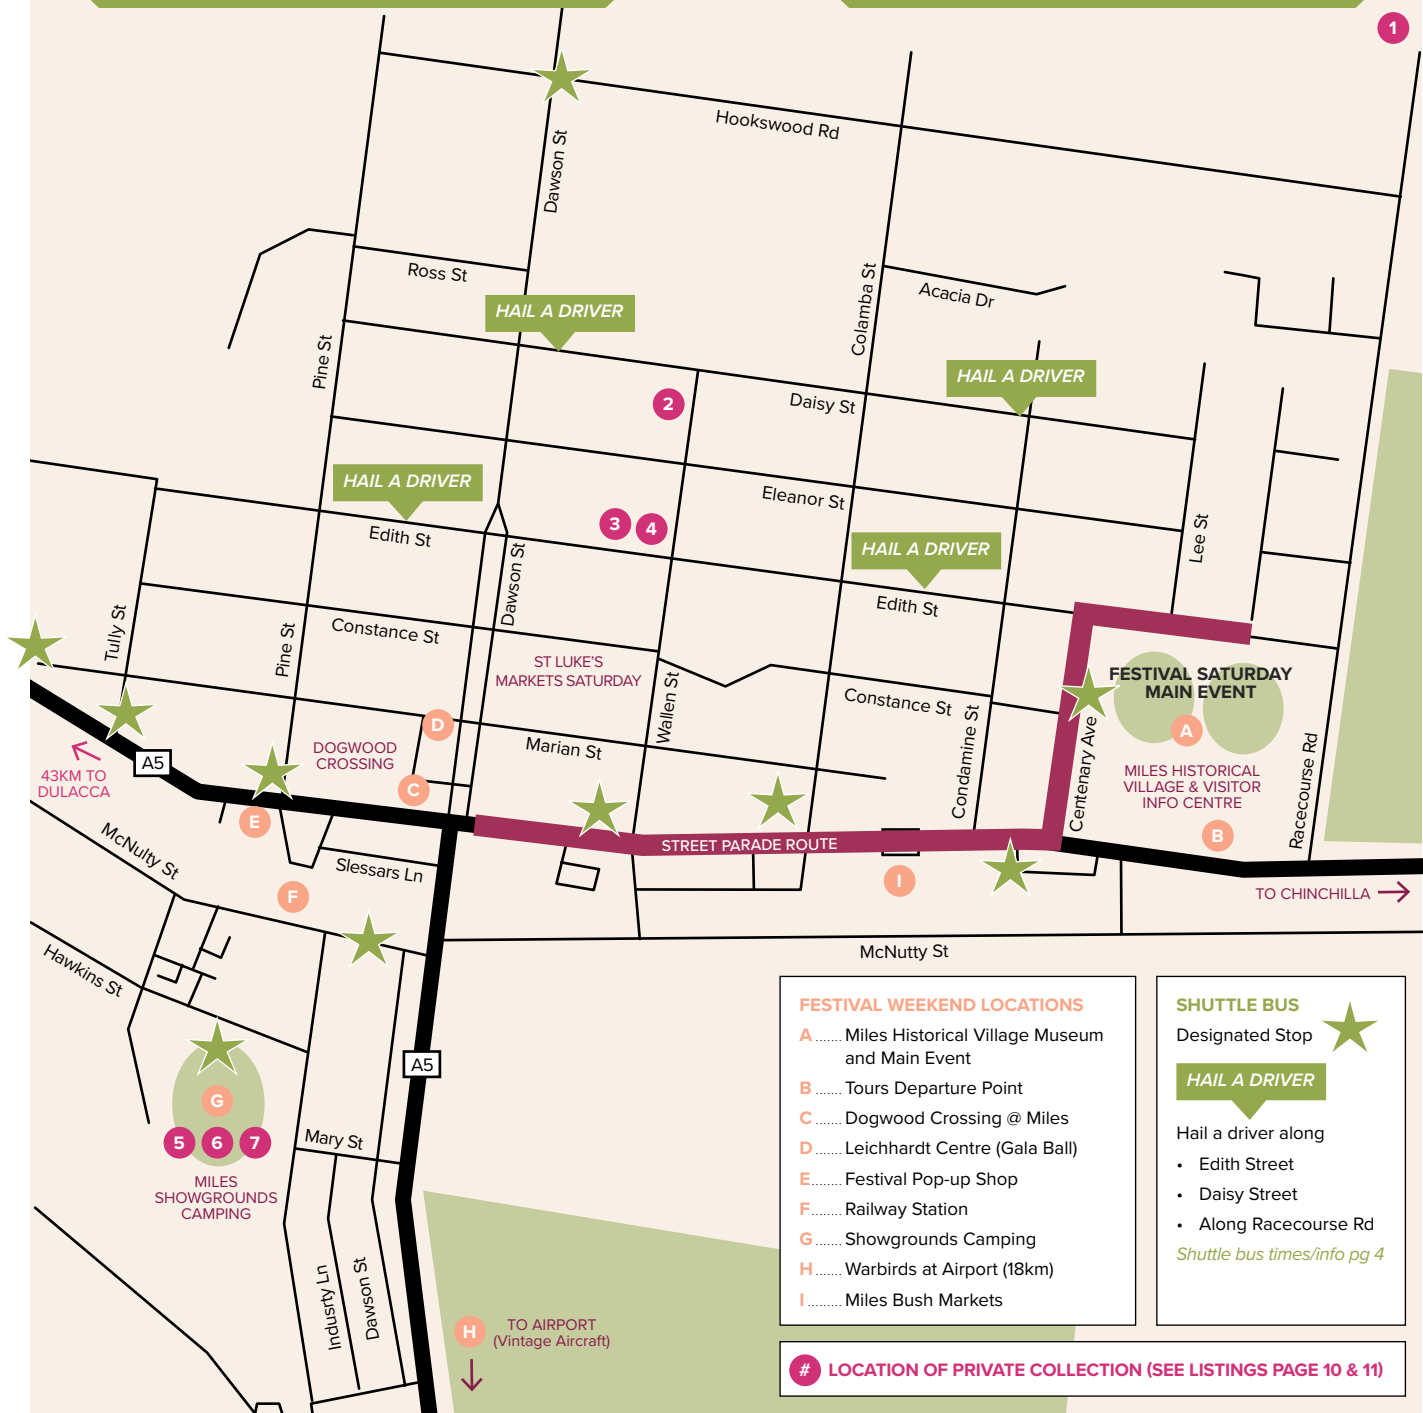 1
Hookswood Rd
Dawson St
Ross St
Colamba St
Acacia Dr
HAIL A DRIVER
Pine St
HAIL A DRIVER
2
Daisy St
HAIL A DRIVER
Eleanor St
3 4
Edith St
Lee St
HAIL A DRIVER
Dawson St
Edith St
Tully St
Constance St
Pine St
ST LUKE'S
MARKETS SATURDAY
FESTIVAL SATURDAY
MAIN EVENT
Wallen St
Constance St
A
D
Marian St
Condamine St
Centenary Ave
Racecourse Rd
DOGWOOD
CROSSING
A5
43KM TO
DULACCA
MILES HISTORICAL
VILLAGE & VISITOR
INFO CENTRE
C
E
B
McNulty St
STREET PARADE ROUTE
Slessars Ln
I
F
TO CHINCHILLA
Hawkins St
McNutty St
A5
G
5 6 7
Mary St
MILES
SHOWGROUNDS
CAMPING
Indusrty Ln
Dawson St
H
TO AIRPORT
(Vintage Aircraft)
FESTIVAL WEEKEND LOCATIONS
A ....... Miles Historical Village Museum
and Main Event
B ....... Tours Departure Point
C ....... Dogwood Crossing @ Miles
D ....... Leichhardt Centre (Gala Ball)
E ........ Festival Pop-up Shop
F ........ Railway Station
G ....... Showgrounds Camping
H ....... Warbirds at Airport (18km)
I ......... Miles Bush Markets
SHUTTLE BUS
Designated Stop
HAIL A DRIVER
Hail a driver along
• Edith Street
• Daisy Street
• Along Racecourse Rd
Shuttle bus times/info pg 4
# LOCATION OF PRIVATE COLLECTION (SEE LISTINGS PAGE 10 & 11)